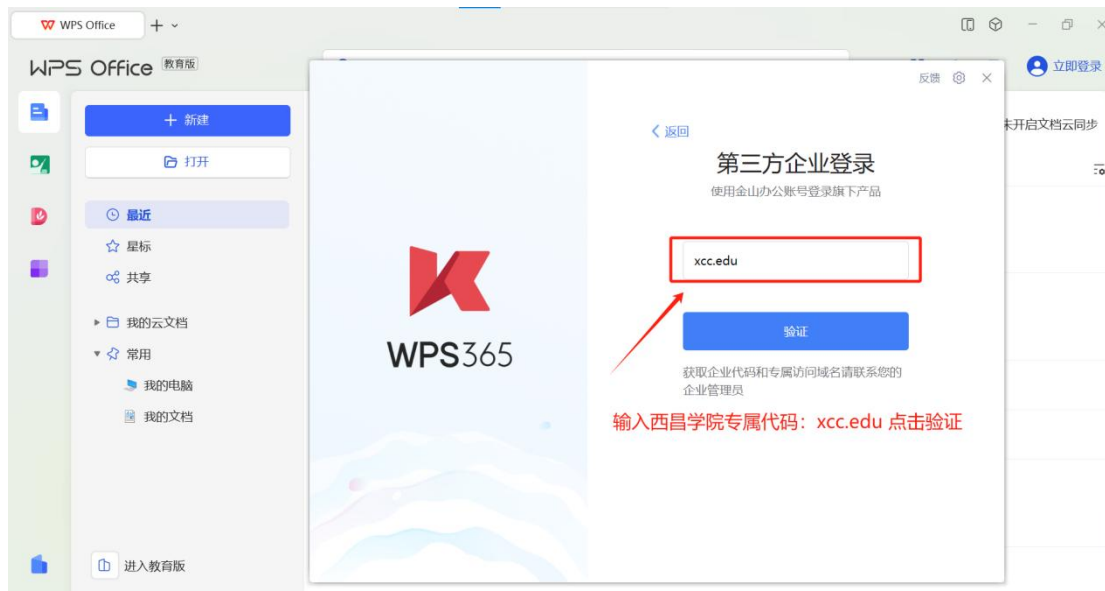 WPS Office
WPS Office 教育版
立即登录
+ 新建
打开
最近
星标
共享
我的云文档
常用
我的电脑
我的文档
进入教育版
WPS365
反馈
返回
第三方企业登录
使用金山办公账号登录旗下产品
xcc.edu
验证
获取企业代码和专属访问域名请联系您的
企业管理员
输入西昌学院专属代码：xcc.edu 点击验证
开启文档云同步